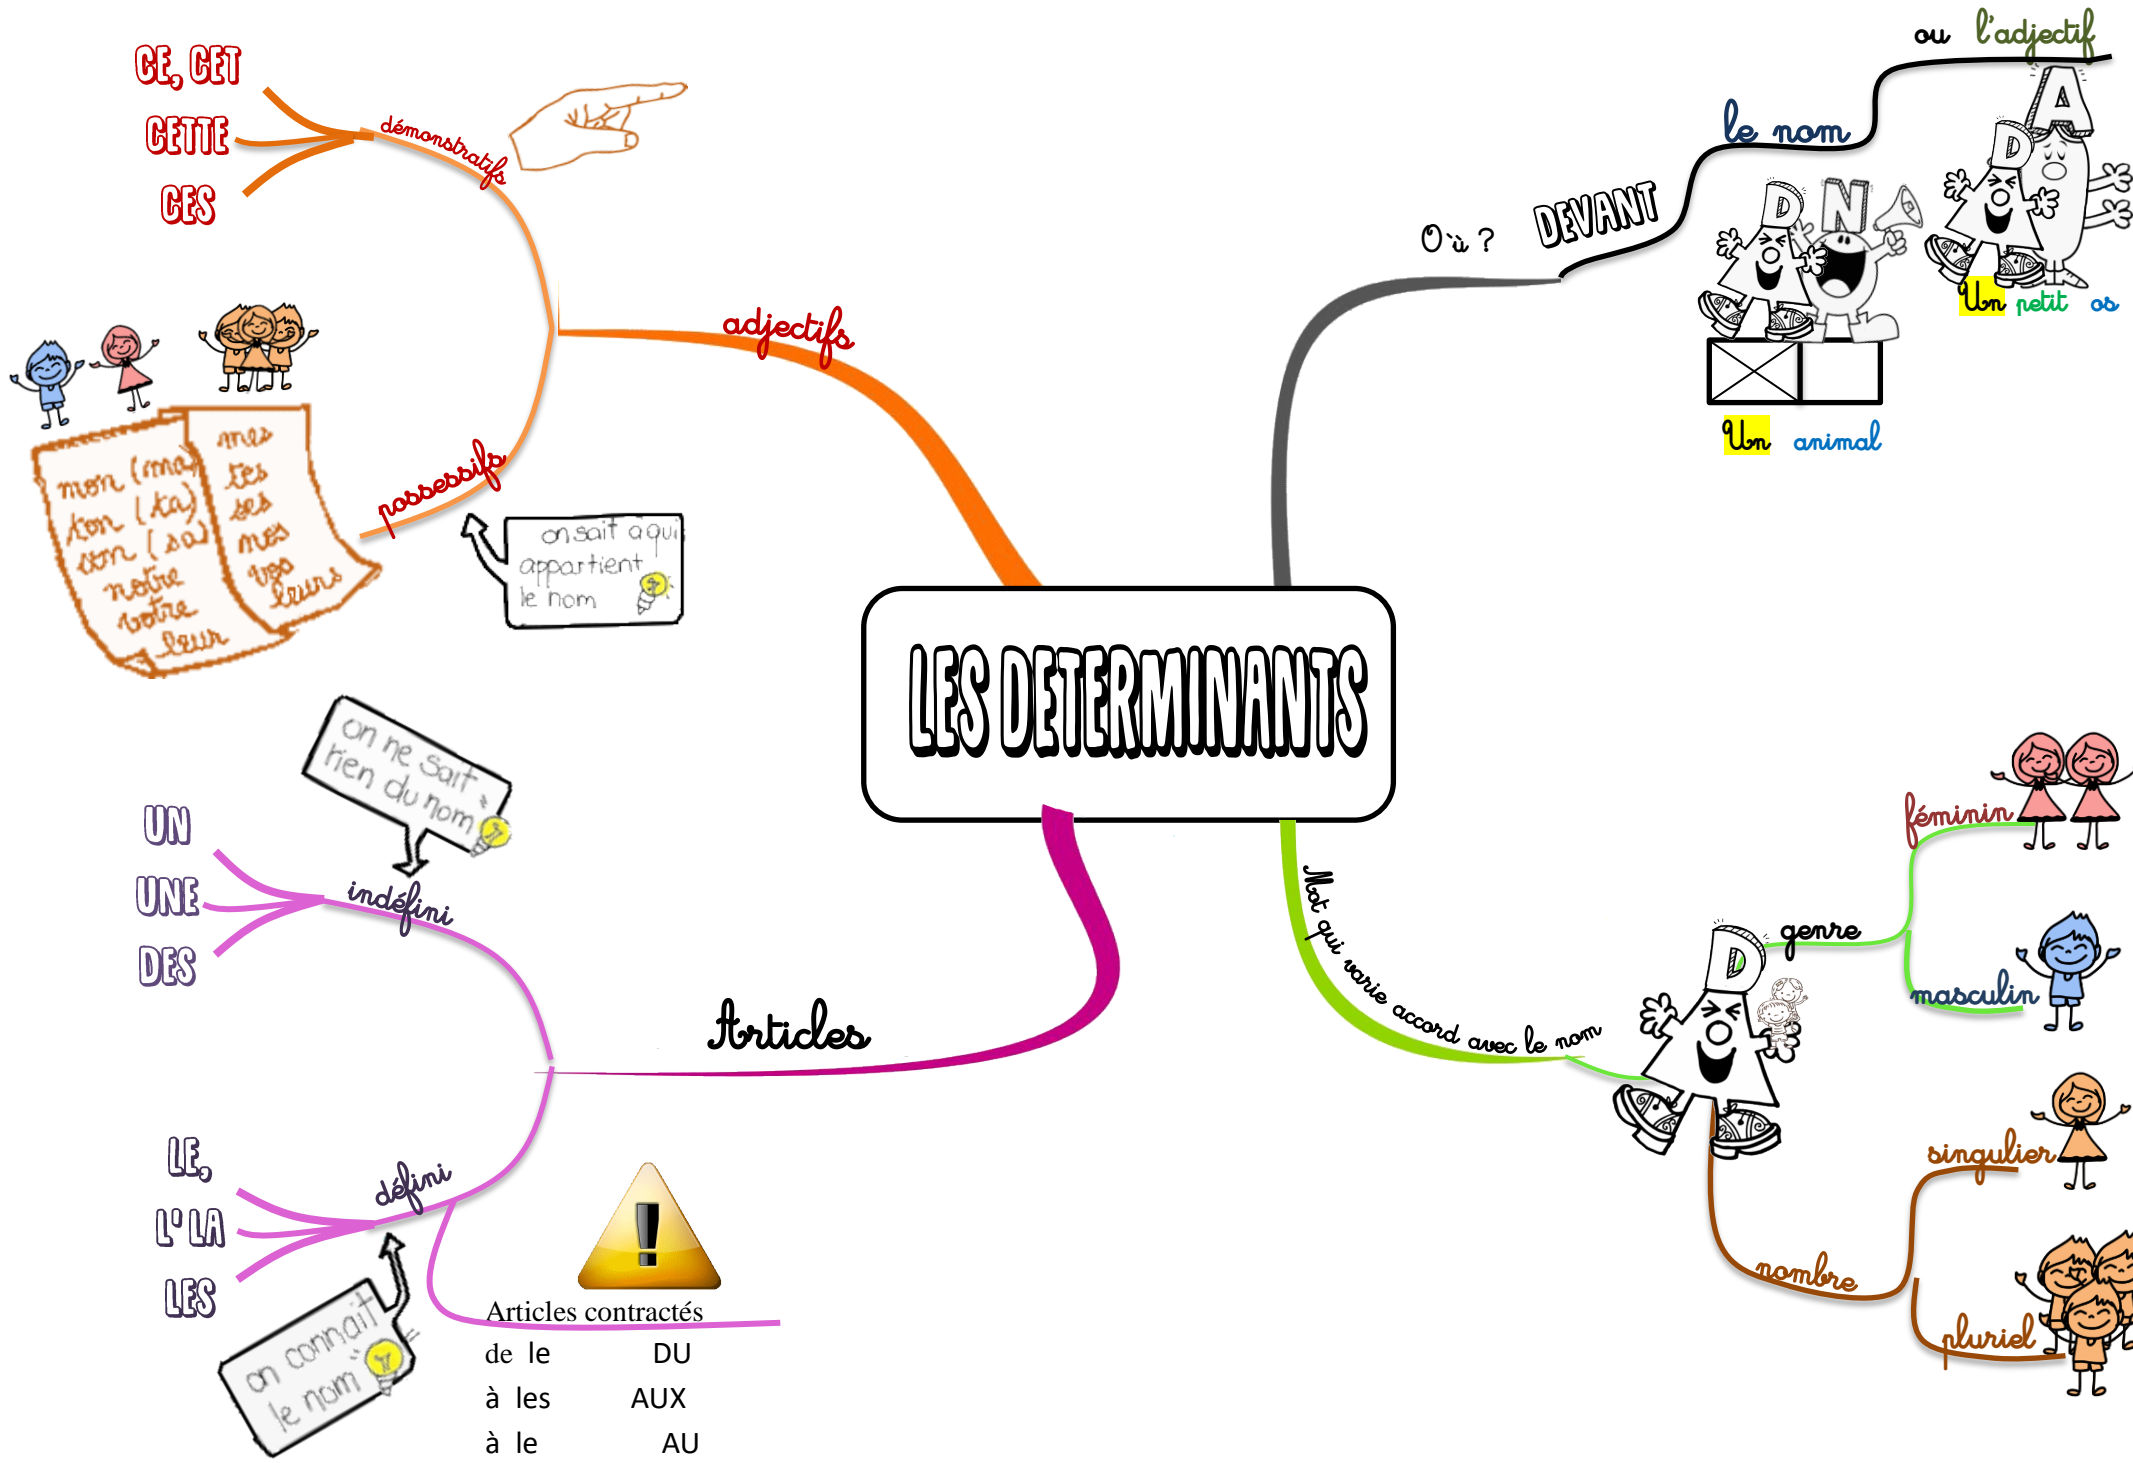 LES DETERMINANTS
Où ?
DEVANT
le nom
ou l'adjectif
D N
D A
Un animal
Un petit os
Mot qui varie accord avec le nom
D
genre
féminin
masculin
nombre
singulier
pluriel
Articles
indéfini
on ne sait
rien du nom
UN
UNE
DES
défini
on connait
le nom
LE,
L' LA
LES
Articles contractés
de le DU
à les AUX
à le AU
adjectifs
démonstratifs
CE, CET
CETTE
CES
possessifs
on sait à qui
appartient
le nom
mon (ma)
ton (ta)
son (sa)
notre
votre
leur
mes
tes
ses
nos
vos
leurs